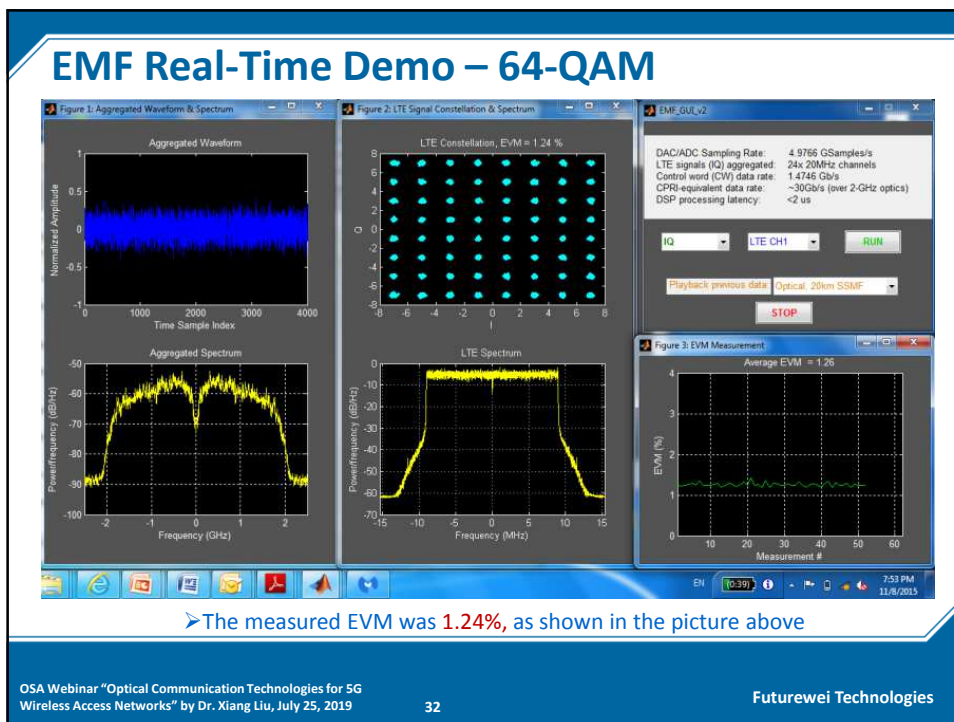 EMF Real-Time Demo – 64-QAM
Figure 1: Aggregated Waveform & Spectrum
Aggregated Waveform
Normalized Amplitude
1
0.5
0
-0.5
-1
0 1000 2000 3000 4000
Time Sample Index
Aggregated Spectrum
Power/frequency (dB/Hz)
-50
-60
-70
-80
-90
-100
-2 -1 0 1 2
Frequency (GHz)
Figure 2: LTE Signal Constellation & Spectrum
LTE Constellation, EVM = 1.24 %
Q
8
6
4
2
0
-2
-4
-6
-8
-8 -6 -4 -2 0 2 4 6 8
I
LTE Spectrum
Power/frequency (dB/Hz)
0
-10
-20
-30
-40
-50
-60
-70
-15 -10 -5 0 5 10 15
Frequency (MHz)
EMF_GUI_v2
DAC/ADC Sampling Rate: 4.9766 GSamples/s
LTE signals (IQ) aggregated: 24x 20MHz channels
Control word (CW) data rate: 1.4746 Gb/s
CPRI-equivalent data rate: ~30Gb/s (over 2-GHz optics)
DSP processing latency: <2 us
IQ LTE CH1 RUN
Playback previous data: Optical, 20km SSMF
STOP
Figure 3: EVM Measurement
Average EVM = 1.26
EVM (%)
4
3
2
1
0
10 20 30 40 50 60
Measurement #
EN (0:39) 7:53 PM
11/8/2015
➢The measured EVM was 1.24%, as shown in the picture above
OSA Webinar “Optical Communication Technologies for 5G
Wireless Access Networks” by Dr. Xiang Liu, July 25, 2019
32
Futurewei Technologies